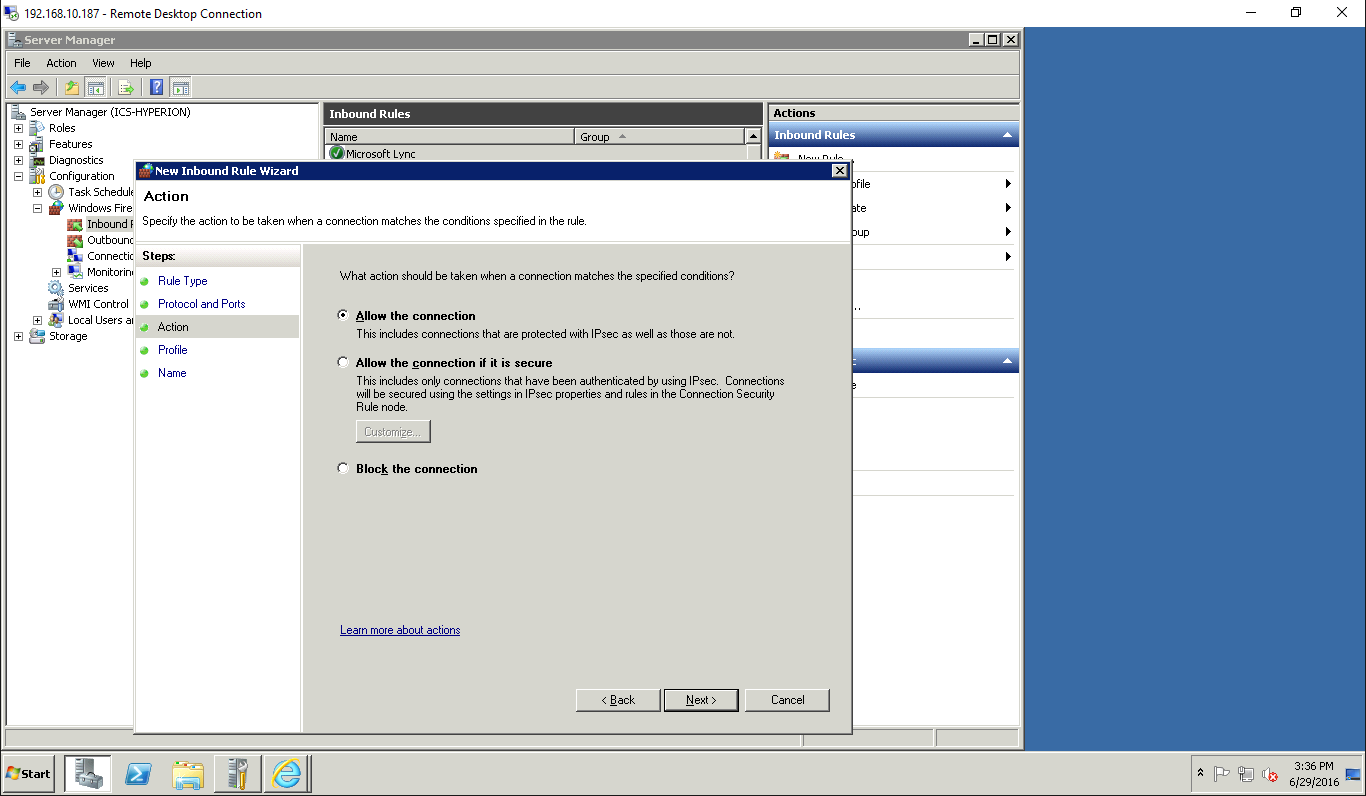 192.168.10.187 - Remote Desktop Connection
Server Manager
File Action View Help
Server Manager (ICS-HYPERION)
Roles
Features
Diagnostics
Configuration
Task Schedule
Windows Fire
Inbound R
Outbound
Connectio
Monitorin
Services
WMI Control
Local Users a
Storage
Inbound Rules
Name Group
Microsoft Lync
Actions
Inbound Rules
New Rule...
ofile
ate
oup
..
e
New Inbound Rule Wizard
Action
Specify the action to be taken when a connection matches the conditions specified in the rule.
Steps:
Rule Type
Protocol and Ports
Action
Profile
Name
What action should be taken when a connection matches the specified conditions?
Allow the connection
This includes connections that are protected with IPsec as well as those are not.
Allow the connection if it is secure
This includes only connections that have been authenticated by using IPsec. Connections
will be secured using the settings in IPsec properties and rules in the Connection Security
Rule node.
Customize...
Block the connection
Learn more about actions
< Back Next > Cancel
Start
3:36 PM
6/29/2016